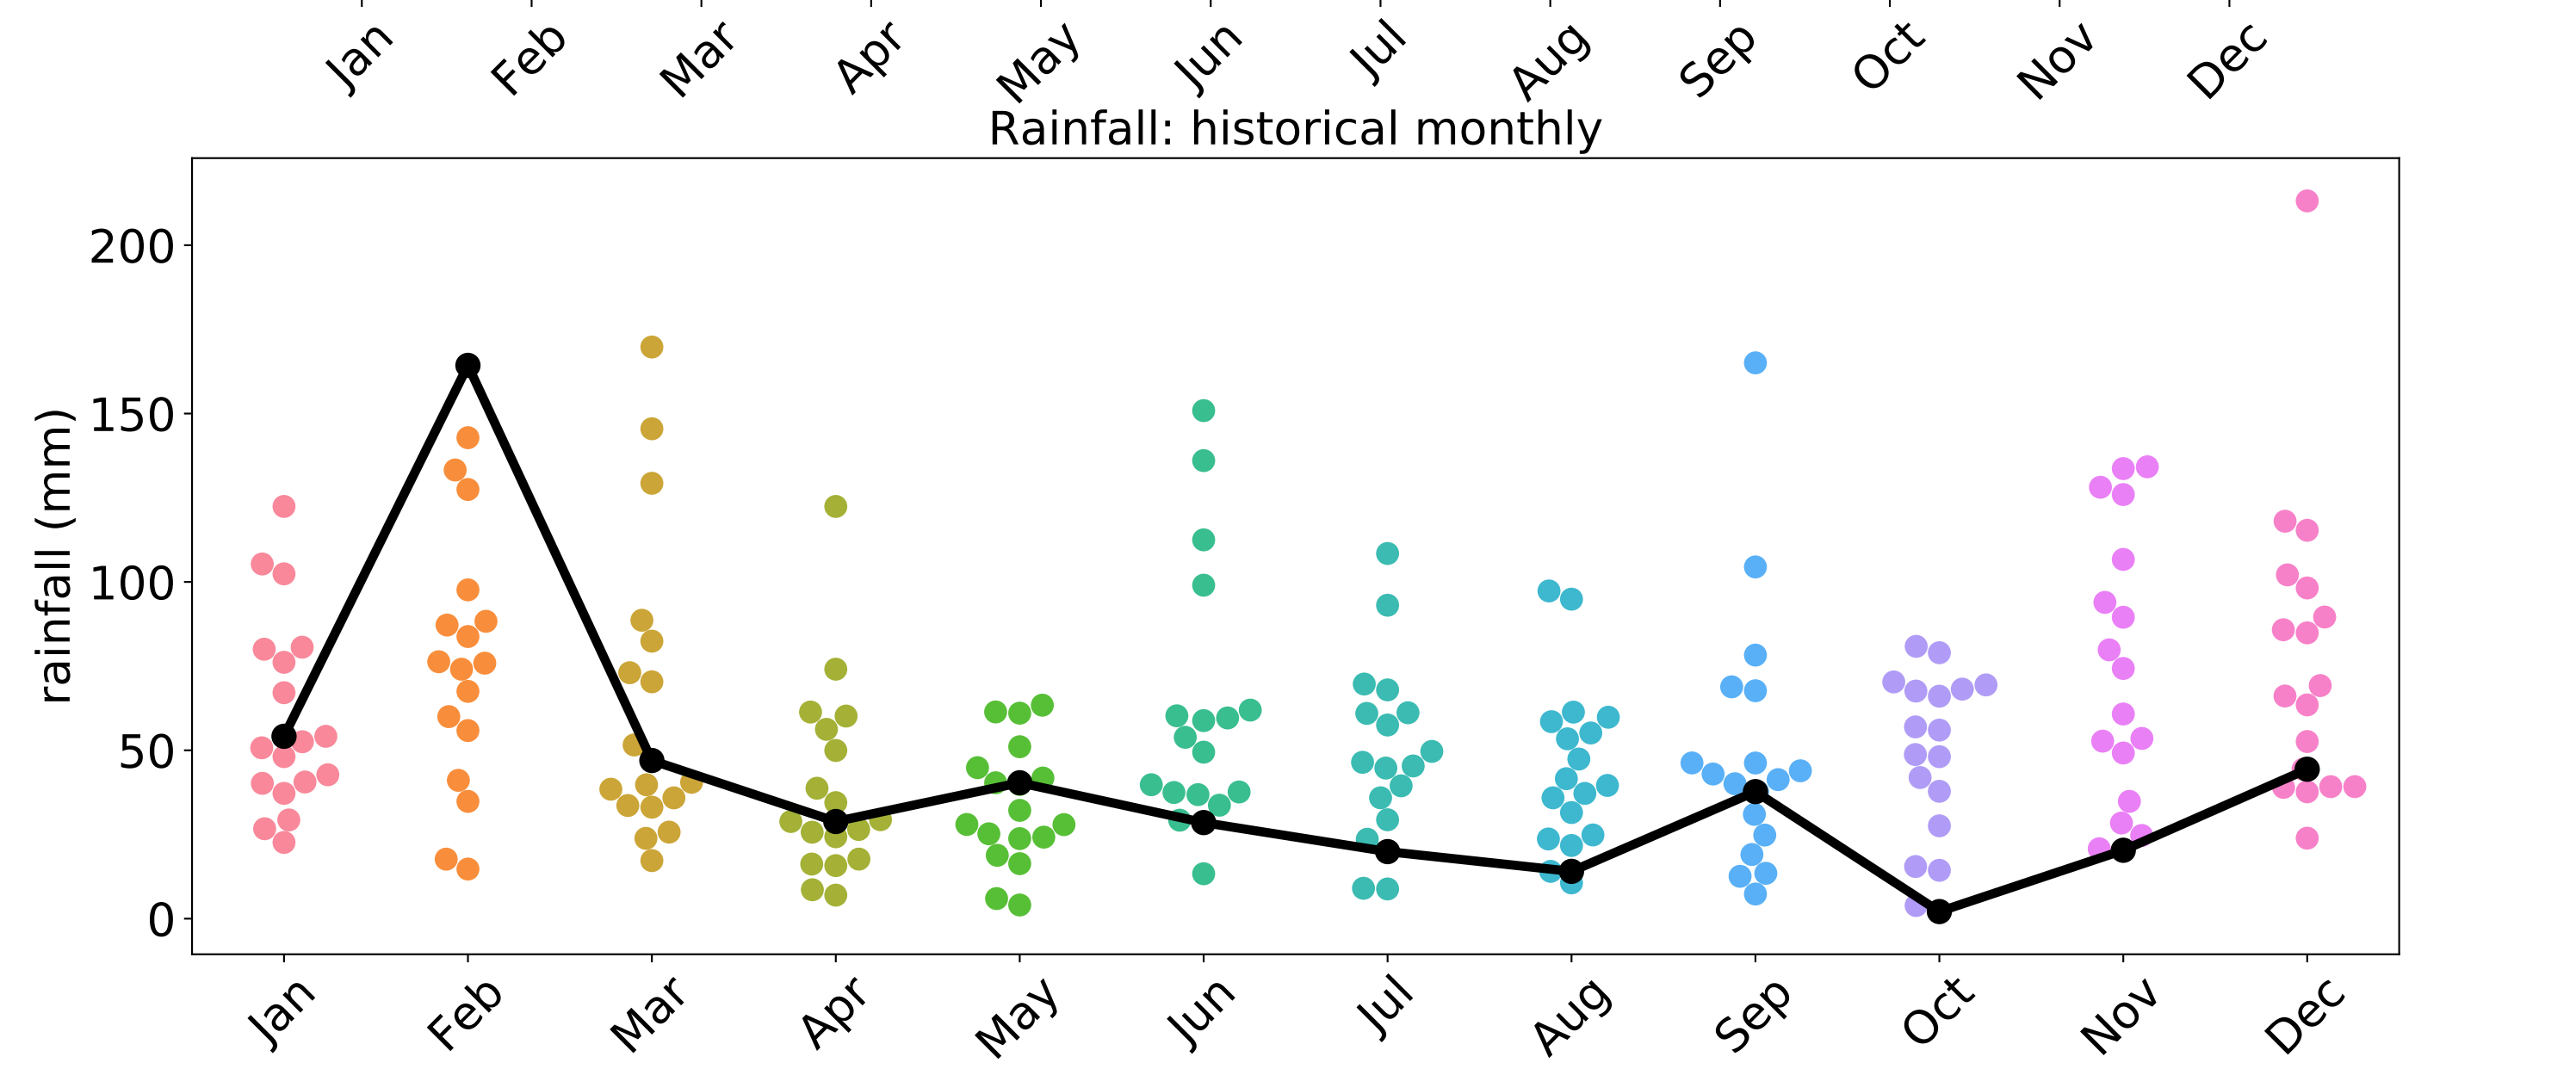 Jan Feb Mar Apr May Jun Jul Aug Sep Oct Nov Dec
Rainfall: historical monthly
rainfall (mm)
200
150
100
50
0
Jan Feb Mar Apr May Jun Jul Aug Sep Oct Nov Dec